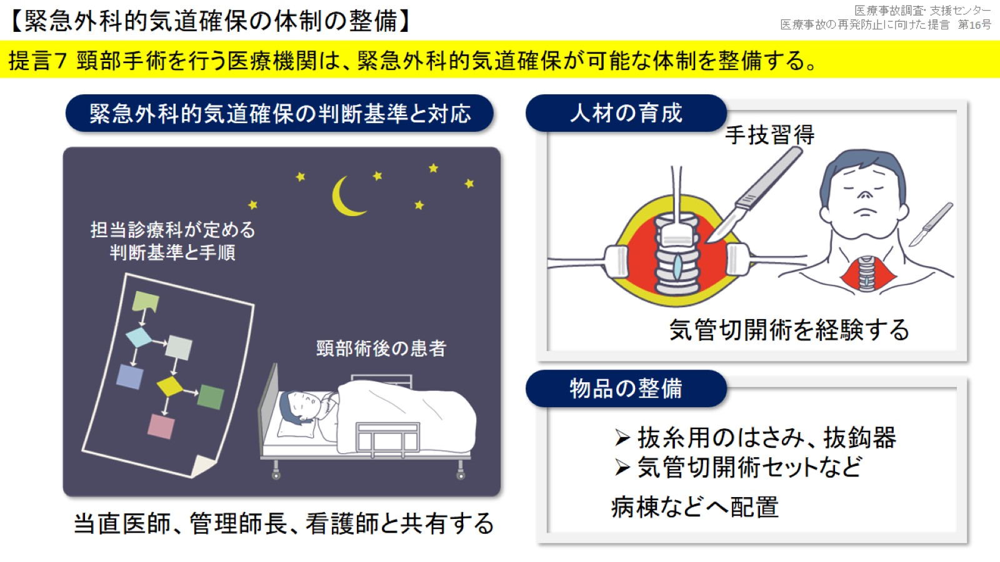 【緊急外科的気道確保の体制の整備】
医療事故調査・支援センター
医療事故の再発防止に向けた提言 第16号
提言7 頸部手術を行う医療機関は、緊急外科的気道確保が可能な体制を整備する。
緊急外科的気道確保の判断基準と対応
担当診療科が定める
判断基準と手順
頸部術後の患者
当直医師、管理師長、看護師と共有する
人材の育成
手技習得
気管切開術を経験する
物品の整備
➢ 抜糸用のはさみ、抜鈎器
➢ 気管切開術セットなど
病棟などへ配置